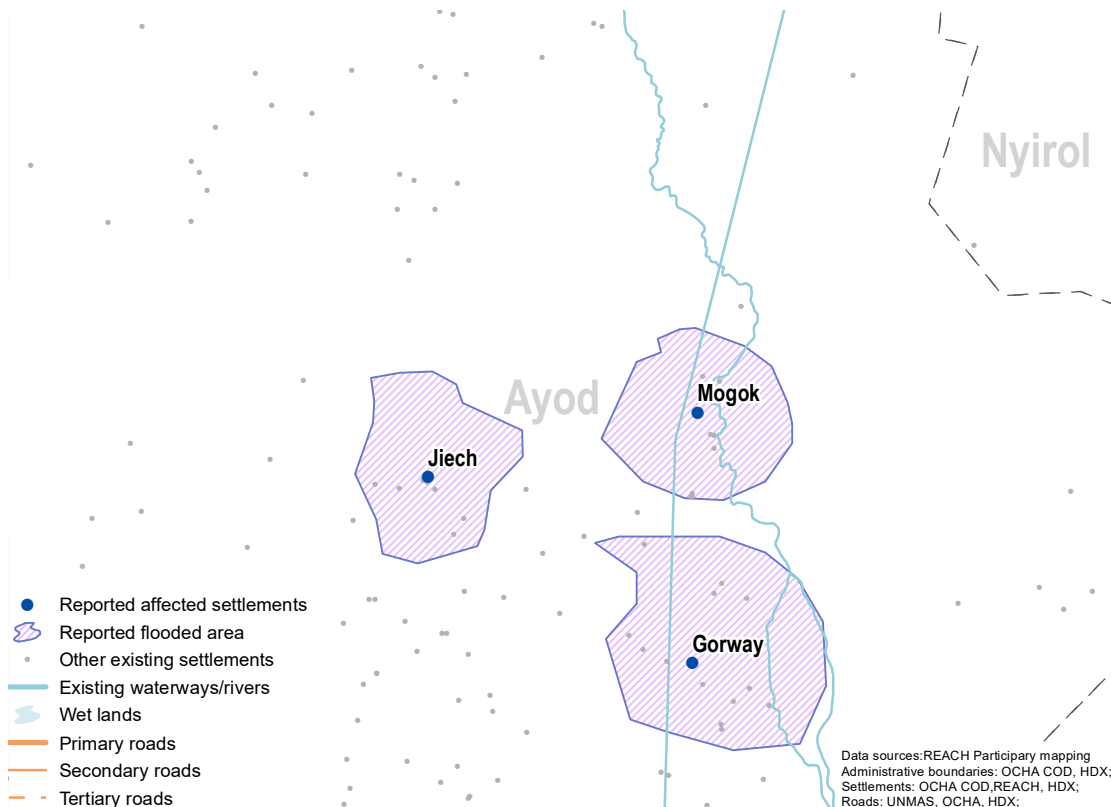 Nyirol
Ayod
Mogok
Jiech
Gorway
Reported affected settlements
Reported flooded area
Other existing settlements
Existing waterways/rivers
Wet lands
Primary roads
Secondary roads
Tertiary roads
Data sources:REACH Participary mapping
Administrative boundaries: OCHA COD, HDX;
Settlements: OCHA COD,REACH, HDX;
Roads: UNMAS, OCHA, HDX;